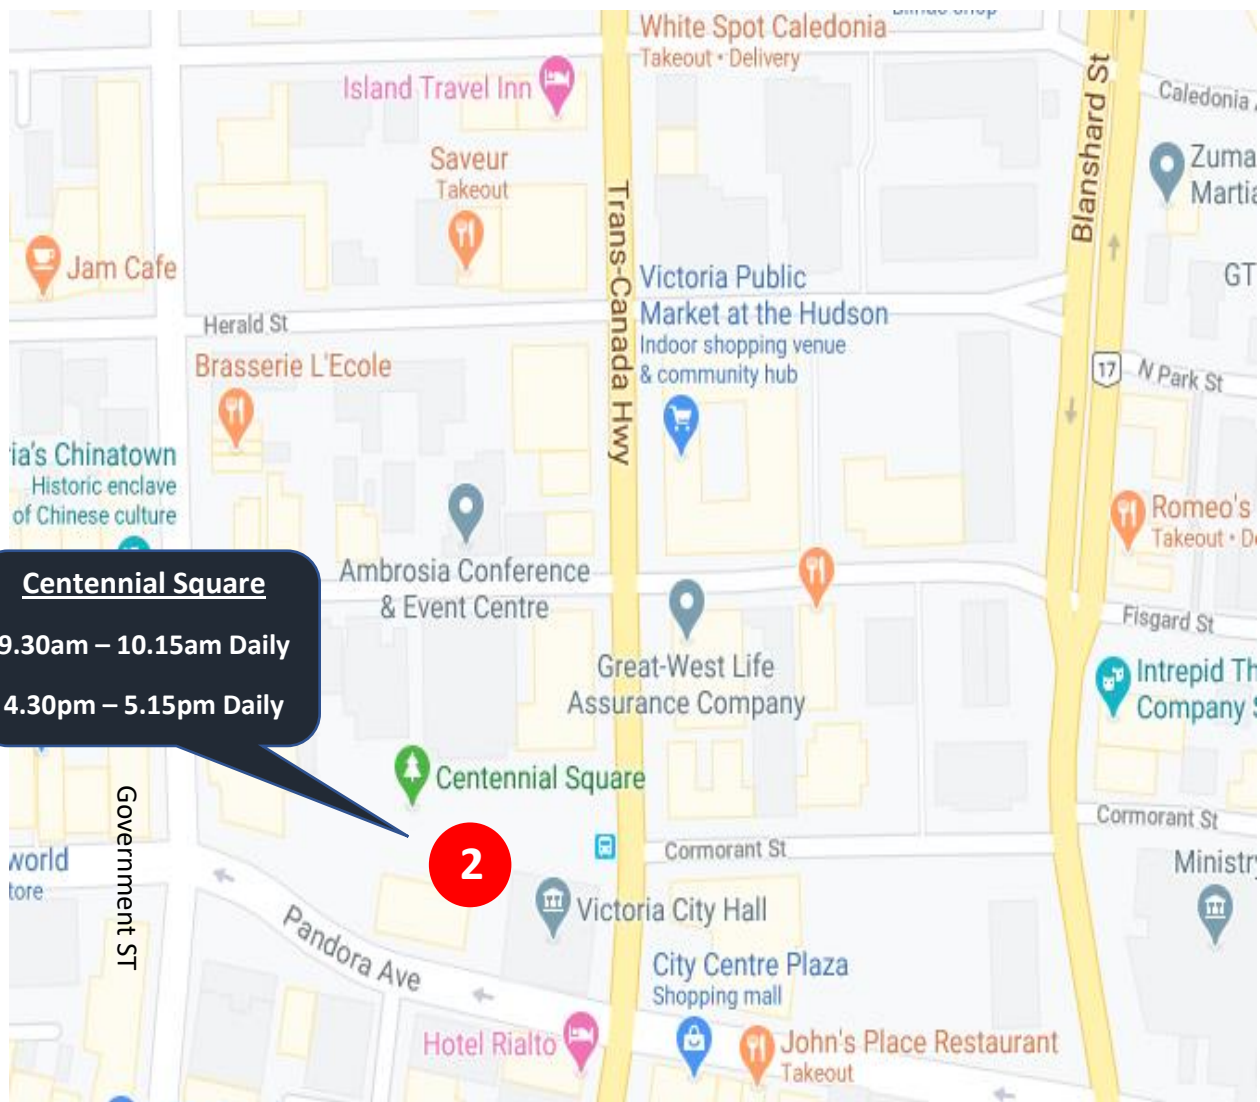 White Spot Caledonia
Takeout • Delivery
Island Travel Inn
Blanshard St
Caledonia
Saveur
Takeout
Zuma
Martia
Trans-Canada Hwy
Jam Cafe
Victoria Public
Market at the Hudson
Indoor shopping venue
& community hub
GT
Herald St
Brasserie L'Ecole
17
N Park St
ia's Chinatown
Historic enclave
of Chinese culture
Romeo's
Takeout • De
Ambrosia Conference
& Event Centre
Centennial Square
9.30am – 10.15am Daily
4.30pm – 5.15pm Daily
Fisgard St
Great-West Life
Assurance Company
Intrepid Th
Company S
Centennial Square
Government ST
2
Cormorant St
Cormorant St
world
tore
Ministry
Victoria City Hall
Pandora Ave
City Centre Plaza
Shopping mall
Hotel Rialto
John's Place Restaurant
Takeout